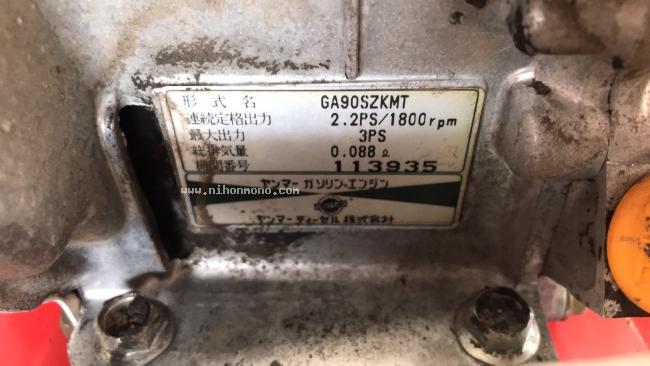 形式名 GA90SZKMT
連続定格出力 2.2PS/1800rpm
最大出力 3PS
総排気量 0.088ℓ
機関番号 113935
www.nihonmono.com
ヤンマーガソリンエンジン
ヤンマーディーゼル株式会社